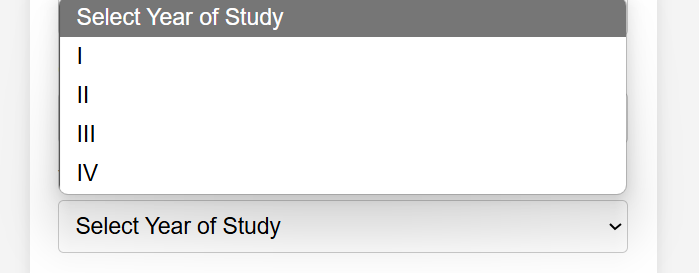 Select Year of Study
I
II
III
IV
Select Year of Study